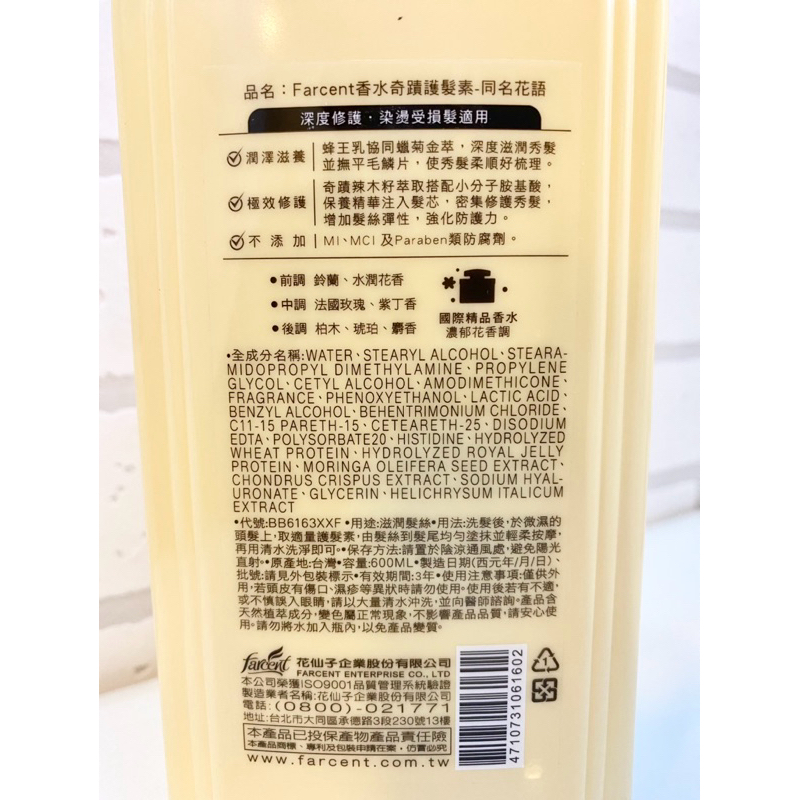 品名：Farcent香水奇蹟護髮素-同名花語
深度修護·染燙受損髮適用
潤澤滋養 蜂王乳協同蠟菊金萃，深度滋潤秀髮
並撫平毛鱗片，使秀髮柔順好梳理。
極效修護 奇蹟辣木籽萃取搭配小分子胺基酸，
保養精華注入髮芯，密集修護秀髮，
增加髮絲彈性，強化防護力。
不添加 MI、MCI 及Paraben類防腐劑。
•前調 鈴蘭、水潤花香
•中調 法國玫瑰、紫丁香
•後調 柏木、琥珀、麝香
國際精品香水
濃郁花香調
•全成分名稱:WATER、STEARYL ALCOHOL、STEARA-
MIDOPROPYL DIMETHYLAMINE、PROPYLENE
GLYCOL、CETYL ALCOHOL、AMODIMETHICONE、
FRAGRANCE、PHENOXYETHANOL、LACTIC ACID、
BENZYL ALCOHOL、BEHENTRIMONIUM CHLORIDE、
C11-15 PARETH-15、CETEARETH-25、DISODIUM
EDTA、POLYSORBATE20、HISTIDINE、HYDROLYZED
WHEAT PROTEIN、HYDROLYZED ROYAL JELLY
PROTEIN、MORINGA OLEIFERA SEED EXTRACT、
CHONDRUS CRISPUS EXTRACT、SODIUM HYAL-
URONATE、GLYCERIN、HELICHRYSUM ITALICUM
EXTRACT
•代號:BB6163XXF•用途:滋潤髮絲•用法:洗髮後，於微濕的
頭髮上，取適量護髮素，由髮絲到髮尾均勻塗抹並輕柔按摩，
再用清水洗淨即可。•保存方法:請置於陰涼通風處，避免陽光
直射。•原產地:台灣•容量:600ML•製造日期(西元年/月/日)、
批號:請見外包裝標示•有效期間:3年•使用注意事項:僅供外
用，若頭皮有傷口、濕疹等異狀時請勿使用。使用後若有不適，
或不慎誤入眼睛，請以大量清水沖洗，並向醫師諮詢。產品含
天然植萃成分，變色屬正常現象，不影響產品品質，請安心使
用。請勿將水加入瓶內，以免產品變質。
farcent 花仙子企業股份有限公司
FARCENT ENTERPRISE CO., LTD
本公司榮獲ISO9001品質管理系統驗證
製造業者名稱:花仙子企業股份有限公司
電話:(0800)-021771
地址:台北市大同區承德路3段230號13樓
本產品已投保產物產品責任險
本產品商標、專利及包裝申請在案，仿冒必究
www.farcent.com.tw
4710731061602